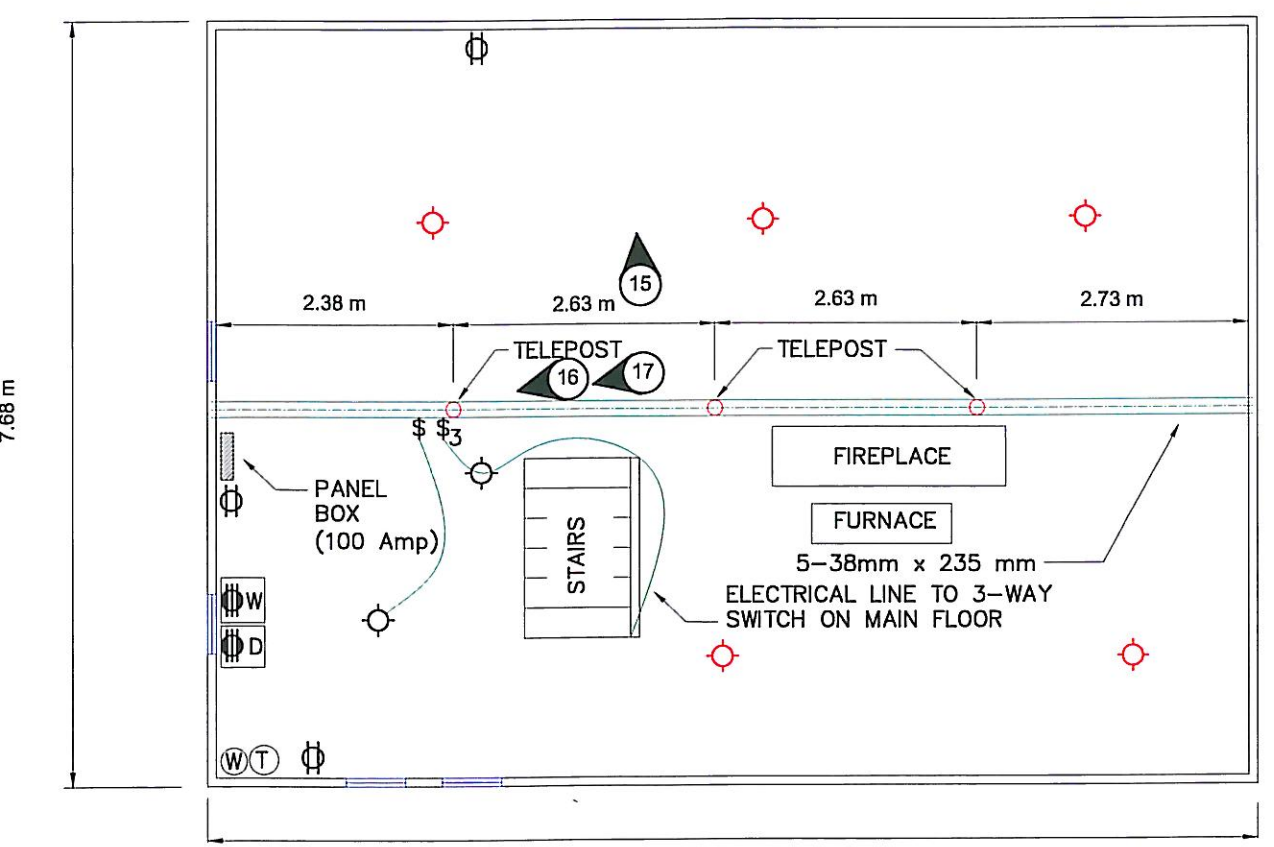 15
2.38 m
2.63 m
2.63 m
2.73 m
TELEPOST
TELEPOST
16
17
7.68 m
$ $3
FIREPLACE
PANEL
BOX
(100 Amp)
FURNACE
STAIRS
5-38mm x 235 mm
ELECTRICAL LINE TO 3-WAY
SWITCH ON MAIN FLOOR
W
D
W T